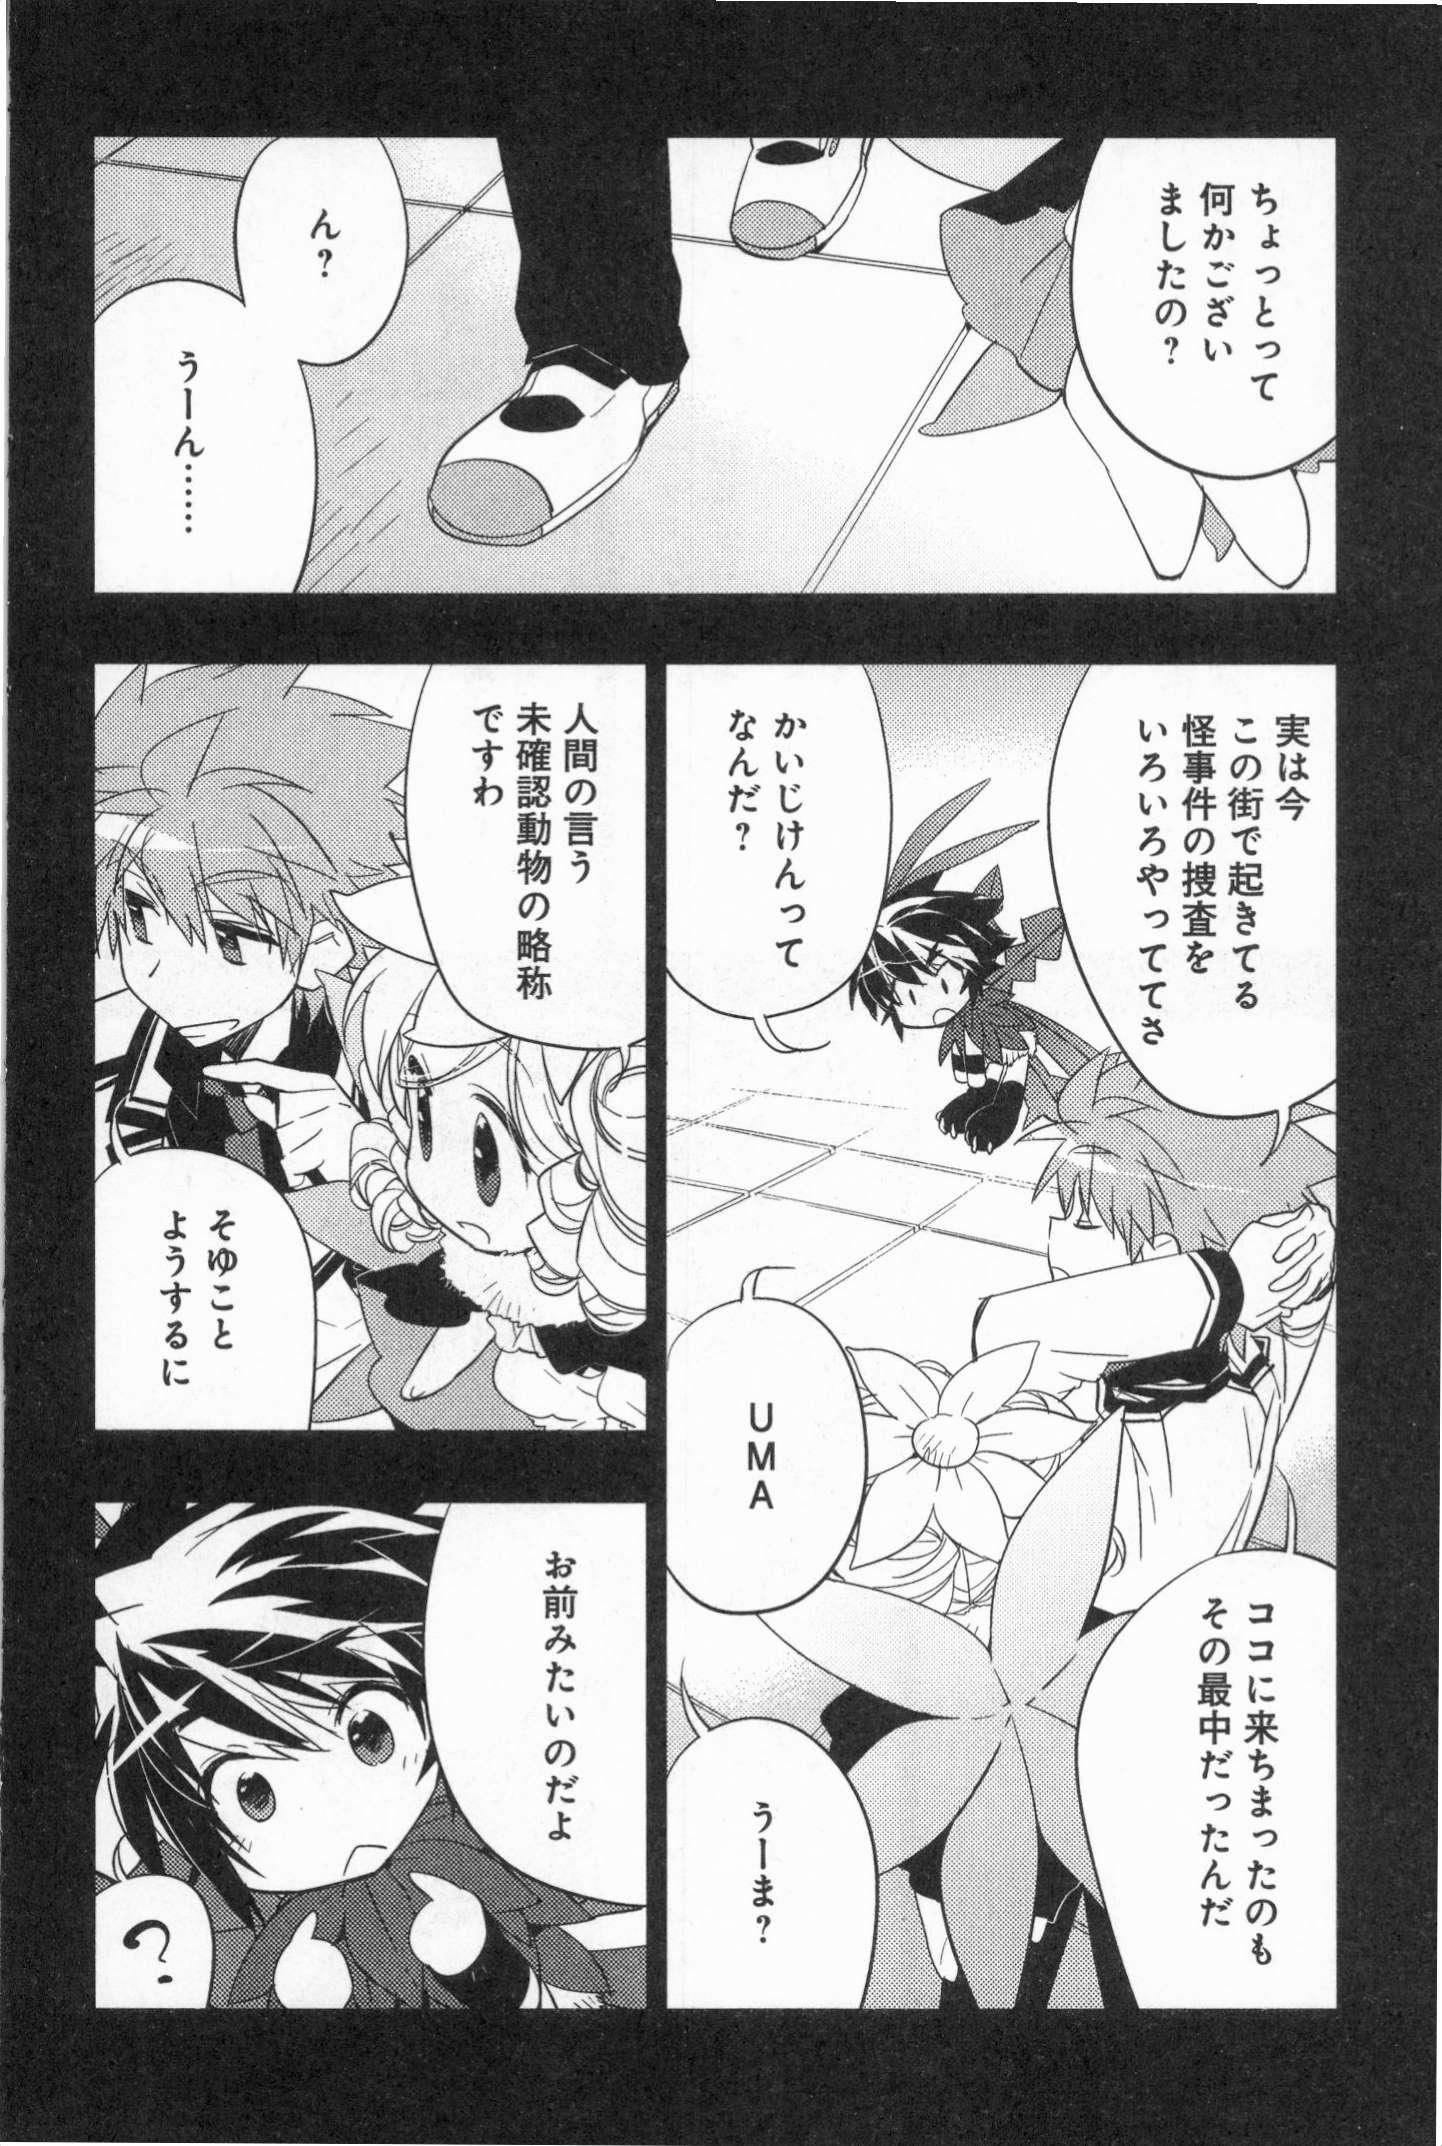 ちょっとって
何かござい
ましたの?
ん?
うーん……
実は今
この街で起きてる
怪事件の捜査を
いろいろやっててさ
かいじけんって
なんだ?
ココに来ちまったのも
その最中だったんだ
UMA
うーま?
人間の言う
未確認動物の略称
ですわ
そゆこと
ようするに
お前みたいのだよ
?